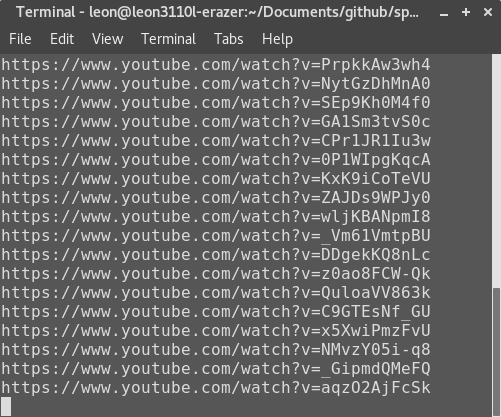 Terminal - leon@leon3110l-erazer:~/Documents/github/sp...
File Edit View Terminal Tabs Help
https://www.youtube.com/watch?v=PrpkkAw3wh4
https://www.youtube.com/watch?v=NytGzDhMnA0
https://www.youtube.com/watch?v=SEp9Kh0M4f0
https://www.youtube.com/watch?v=GA1Sm3tvS0c
https://www.youtube.com/watch?v=CPr1JR1Iu3w
https://www.youtube.com/watch?v=0P1WIpgKqcA
https://www.youtube.com/watch?v=KxK9iCoTeVU
https://www.youtube.com/watch?v=ZAJDs9WPJy0
https://www.youtube.com/watch?v=wljKBANpmI8
https://www.youtube.com/watch?v=_Vm61VmtpBU
https://www.youtube.com/watch?v=DDgekKQ8nLc
https://www.youtube.com/watch?v=z0ao8FCW-Qk
https://www.youtube.com/watch?v=QuloaVV863k
https://www.youtube.com/watch?v=C9GTEsNf_GU
https://www.youtube.com/watch?v=x5XwiPmzFvU
https://www.youtube.com/watch?v=NMvzY05i-q8
https://www.youtube.com/watch?v=_GipmdQMeFQ
https://www.youtube.com/watch?v=aqzO2AjFcSk